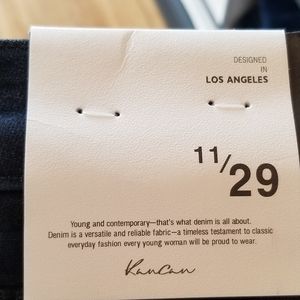 DESIGNED
IN
LOS ANGELES
11/29
Young and contemporary—that's what denim is all about.
Denim is a versatile and reliable fabric—a timeless testament to classic
everyday fashion every young woman will be proud to wear.
KanCan